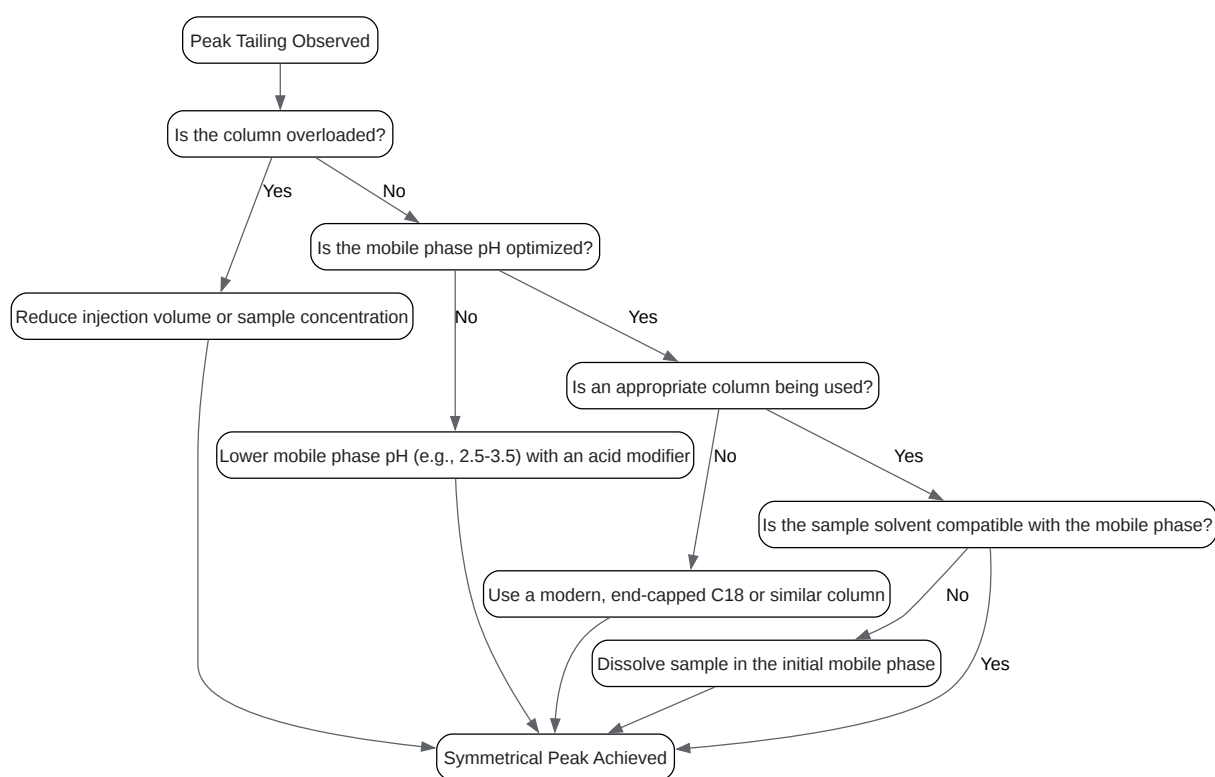 Peak Tailing Observed
Is the column overloaded?
Yes
No
Is the mobile phase pH optimized?
Reduce injection volume or sample concentration
No
Yes
Is an appropriate column being used?
Lower mobile phase pH (e.g., 2.5-3.5) with an acid modifier
No
Yes
Is the sample solvent compatible with the mobile phase?
Use a modern, end-capped C18 or similar column
No
Dissolve sample in the initial mobile phase
Yes
Symmetrical Peak Achieved